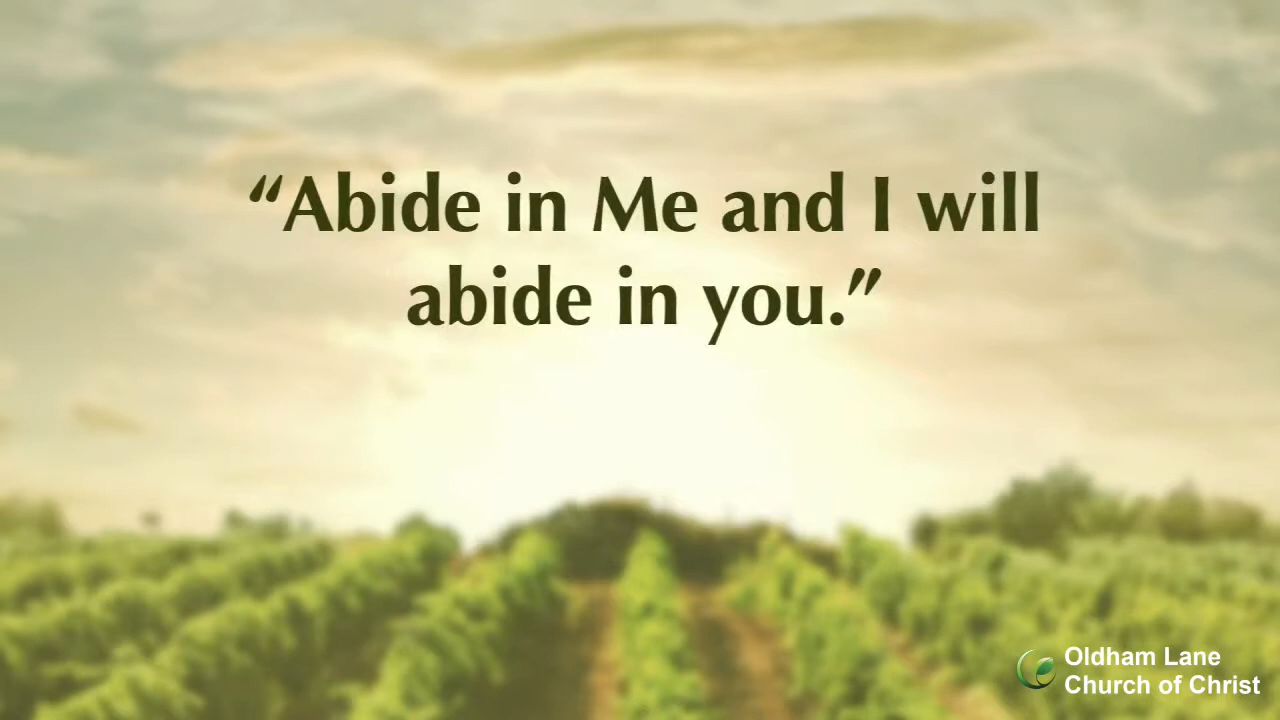 “Abide in Me and I will
abide in you.”
Oldham Lane
Church of Christ